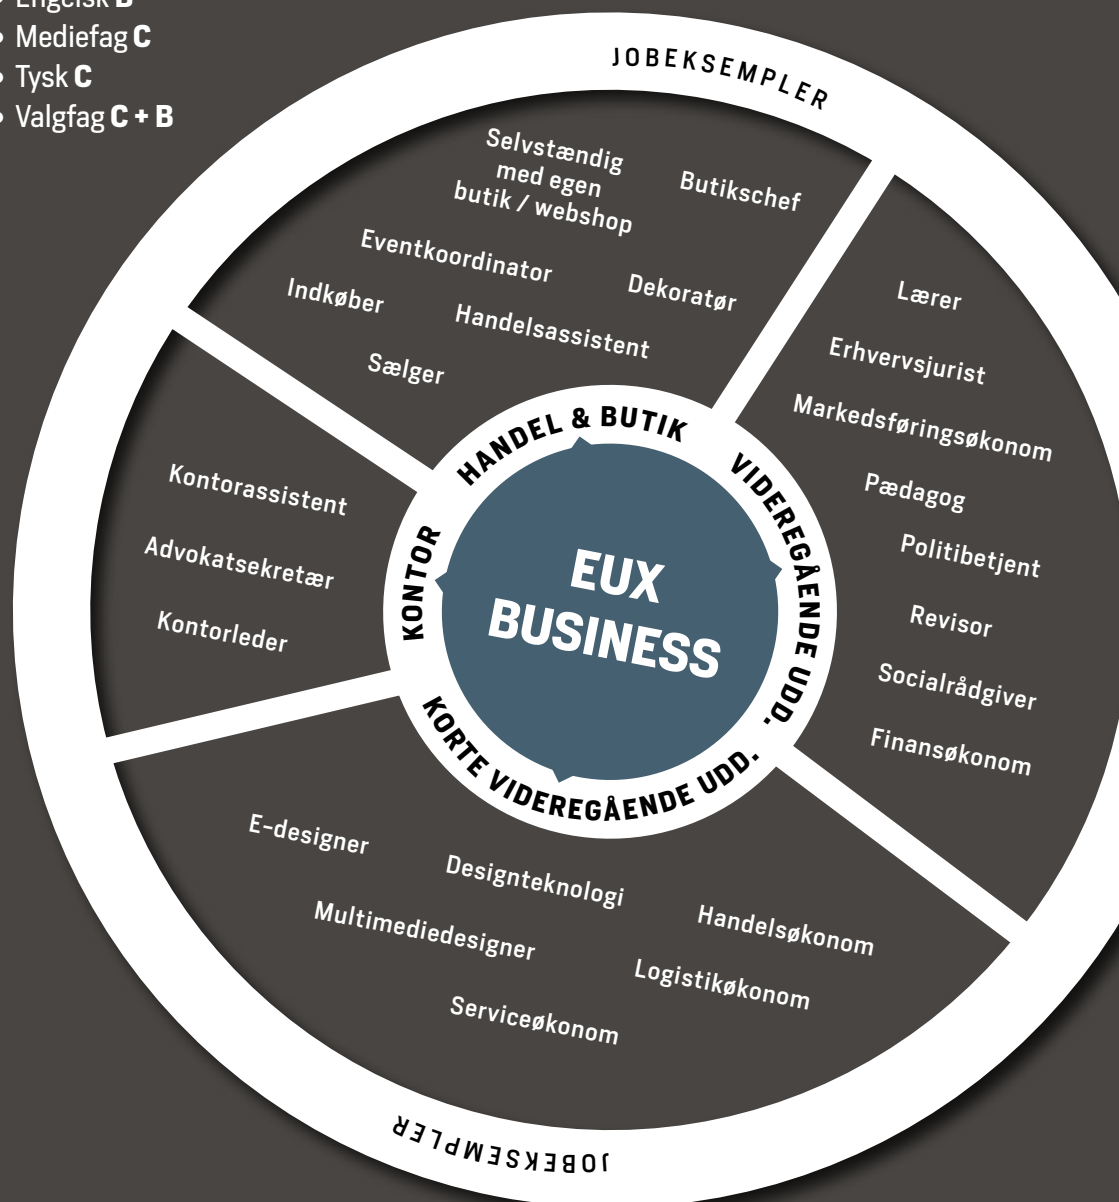 Engelsk B
• Mediefag C
• Tysk C
• Valgfag C + B
JOBEKSEMPLER
Selvstændig
med egen
butik / webshop
Butikschef
Eventkoordinator
Dekoratør
Indkøber
Handelsassistent
Sælger
Lærer
Erhvervsjurist
Markedsføringsøkonom
Pædagog
Politibetjent
Revisor
Socialrådgiver
Finansøkonom
Kontorassistent
Advokatsekretær
Kontorleder
HANDEL & BUTIK
VIDEREGÅENDE UDD.
KONTOR
KORTE VIDEREGÅENDE UDD.
EUX
BUSINESS
E-designer
Designteknologi
Handelsøkonom
Multimediedesigner
Logistikøkonom
Serviceøkonom
JOBEKSEMPLER